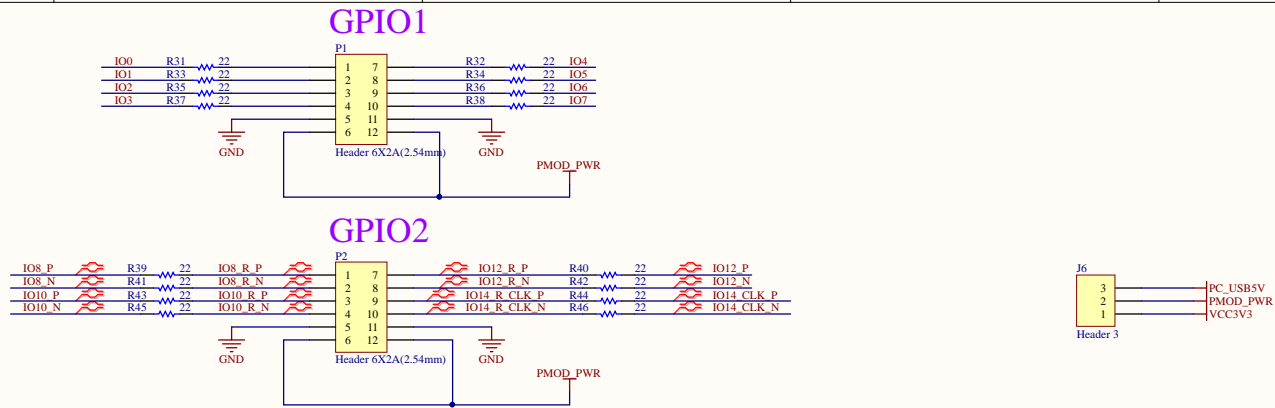 GPIO1
P1
IO0 R31 22 1 7 R32 22 IO4
IO1 R33 22 2 8 R34 22 IO5
IO2 R35 22 3 9 R36 22 IO6
IO3 R37 22 4 10 R38 22 IO7
5 11
6 12
GND Header 6X2A(2.54mm) GND
PMOD_PWR
GPIO2
P2
IO8_P R39 22 IO8_R_P 1 7 IO12_R_P R40 22 IO12_P
IO8_N R41 22 IO8_R_N 2 8 IO12_R_N R42 22 IO12_N
IO10_P R43 22 IO10_R_P 3 9 IO14_R_CLK_P R44 22 IO14_CLK_P
IO10_N R45 22 IO10_R_N 4 10 IO14_R_CLK_N R46 22 IO14_CLK_N
5 11
6 12
GND Header 6X2A(2.54mm) GND
PMOD_PWR
J6
3 PC_USB5V
2 PMOD_PWR
1 VCC3V3
Header 3